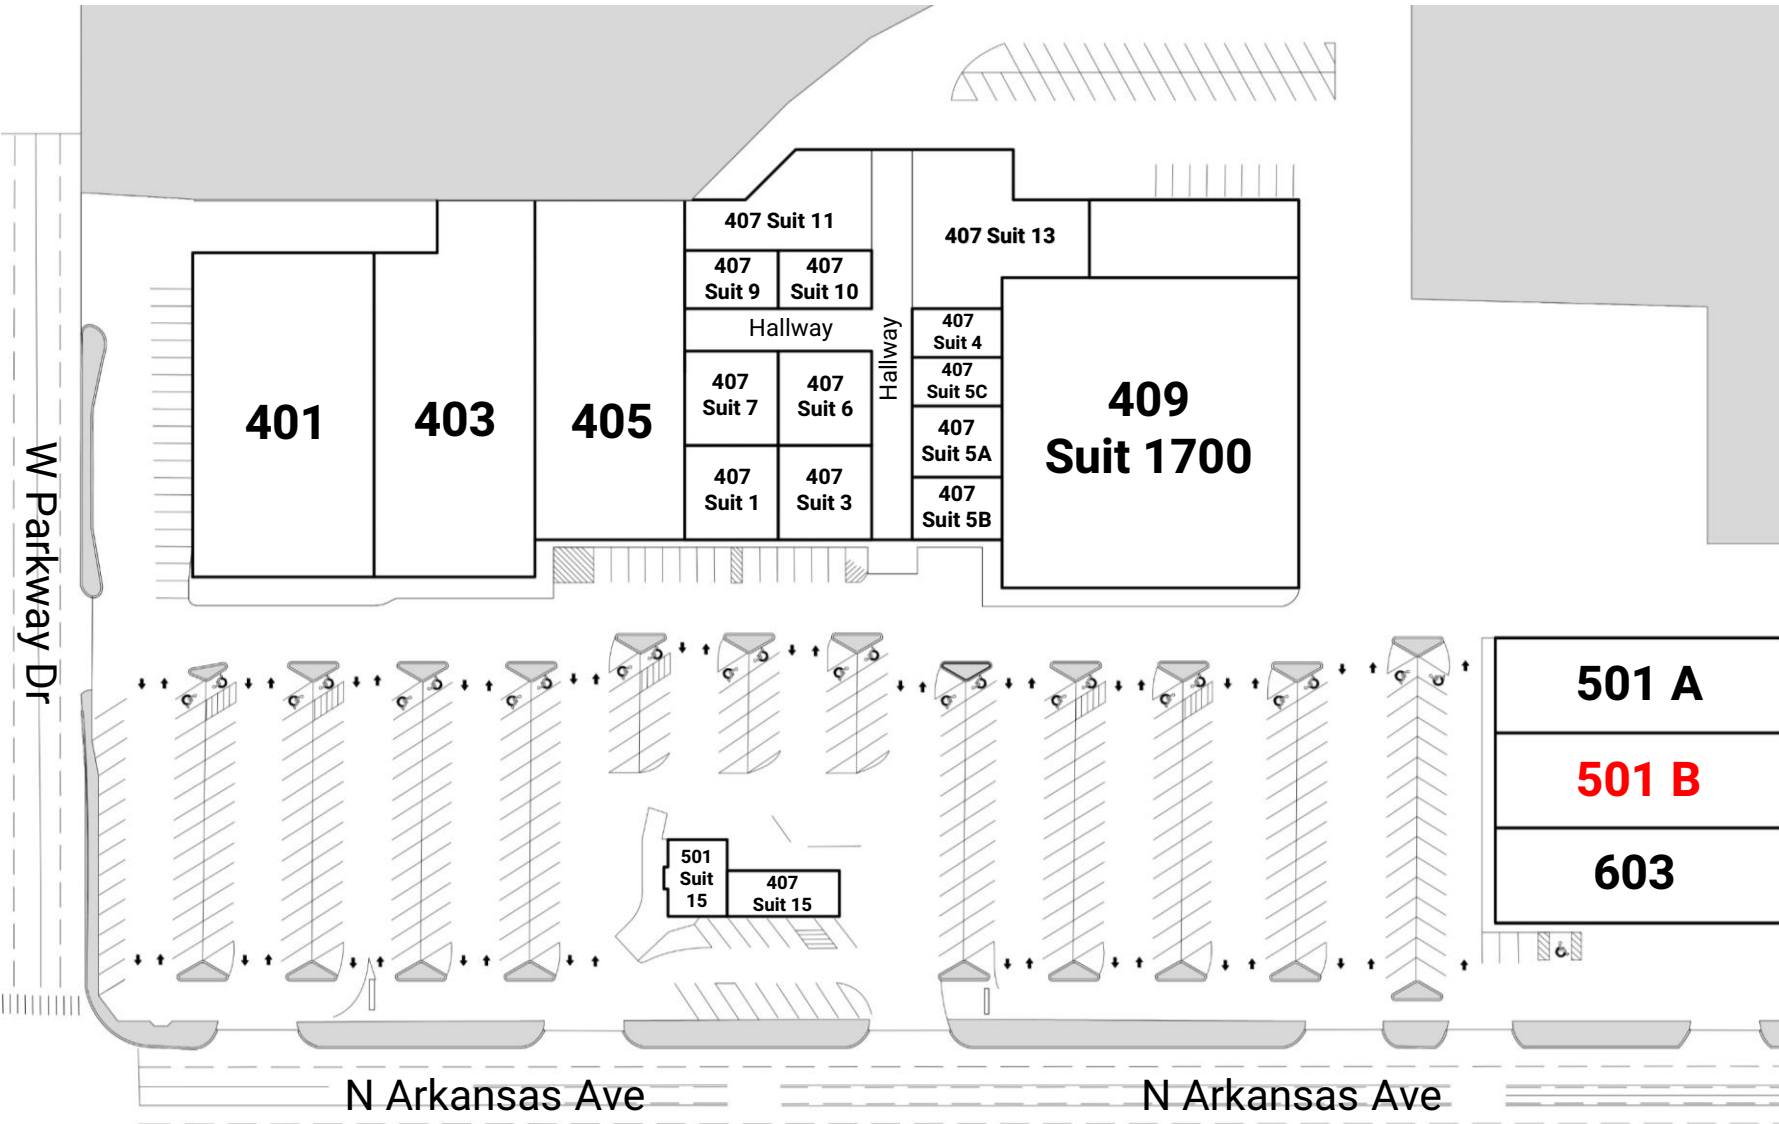 407 Suit 11
407 Suit 13
407
Suit 9
407
Suit 10
Hallway
Hallway
407
Suit 4
407
Suit 5C
407
Suit 7
407
Suit 6
407
Suit 5A
407
Suit 1
407
Suit 3
407
Suit 5B
401
403
405
409
Suit 1700
W Parkway Dr
501 A
501 B
603
501
Suit
15
407
Suit 15
N Arkansas Ave
N Arkansas Ave